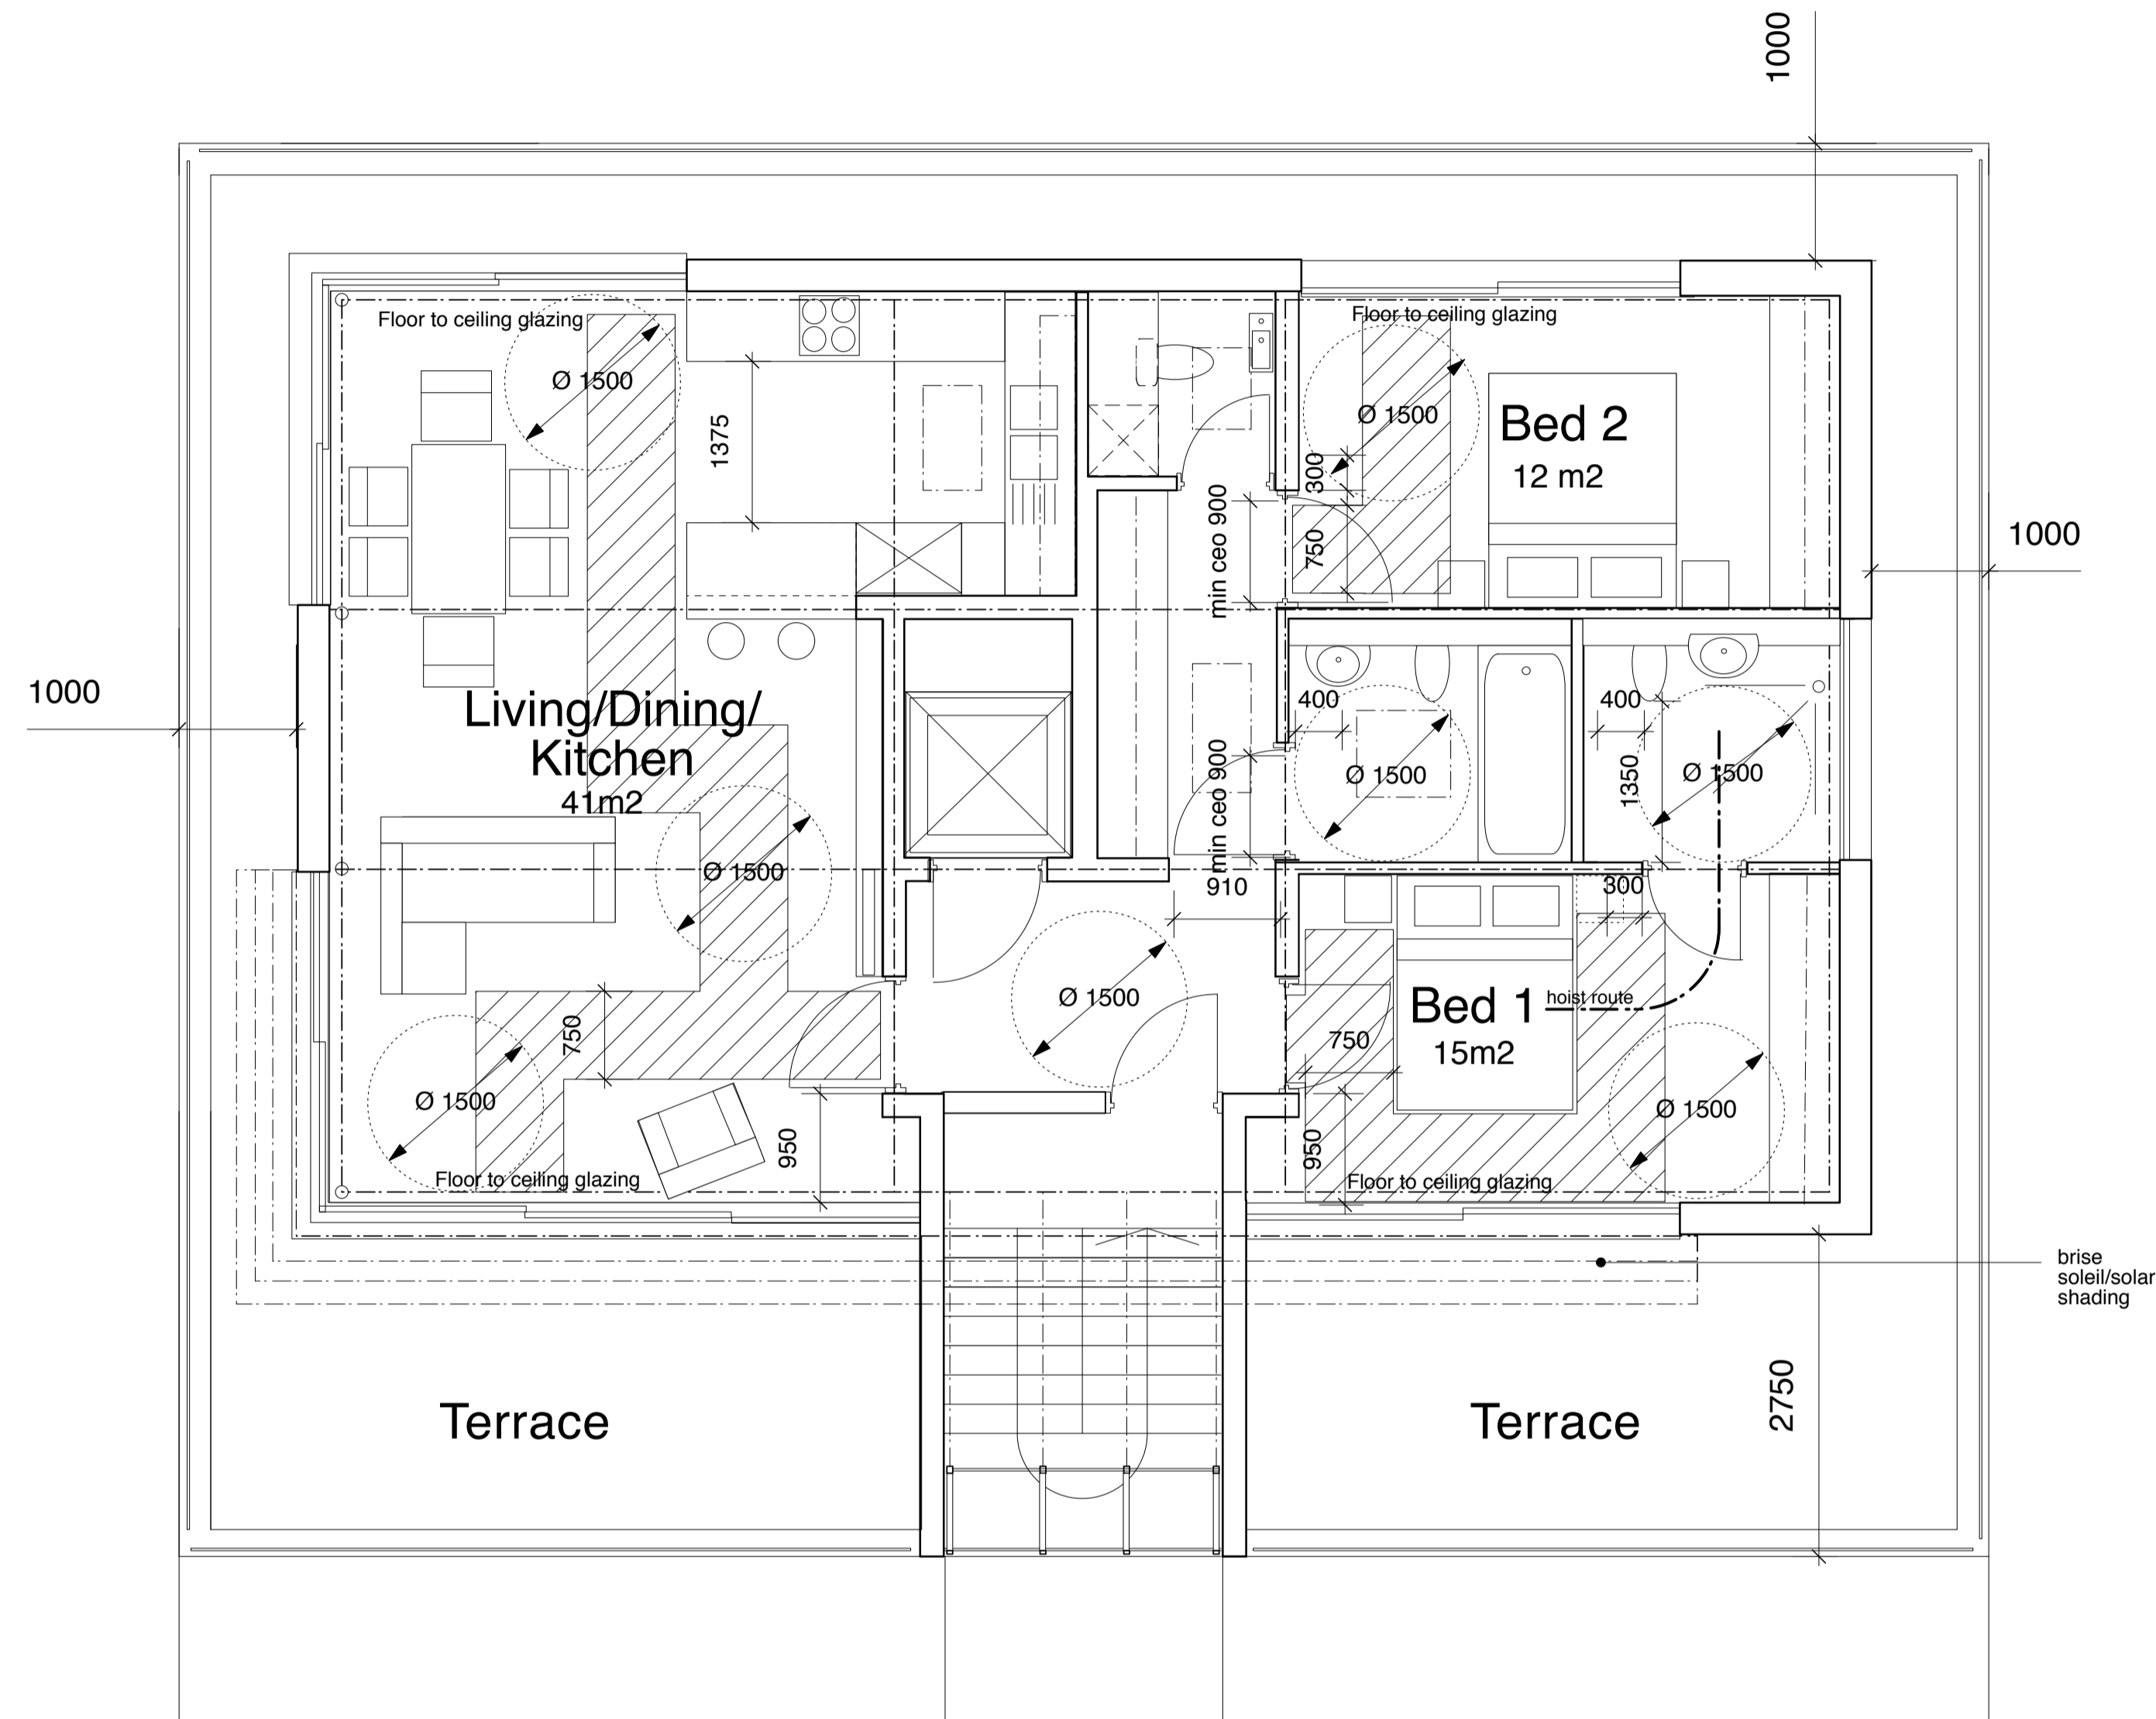 1000
Floor to ceiling glazing
Floor to ceiling glazing
Ø 1500
1375
Ø 1500
Bed 2
12 m2
300
750
min ceo 900
1000
1000
Living/Dining/
Kitchen
41m2
400
400
Ø 1500
1350
Ø 1500
min ceo 900
Ø 1500
910
300
Ø 1500
Bed 1
15m2
hoist route
750
750
Ø 1500
Ø 1500
950
950
Floor to ceiling glazing
Floor to ceiling glazing
brise
soleil/solar
shading
Terrace
Terrace
2750